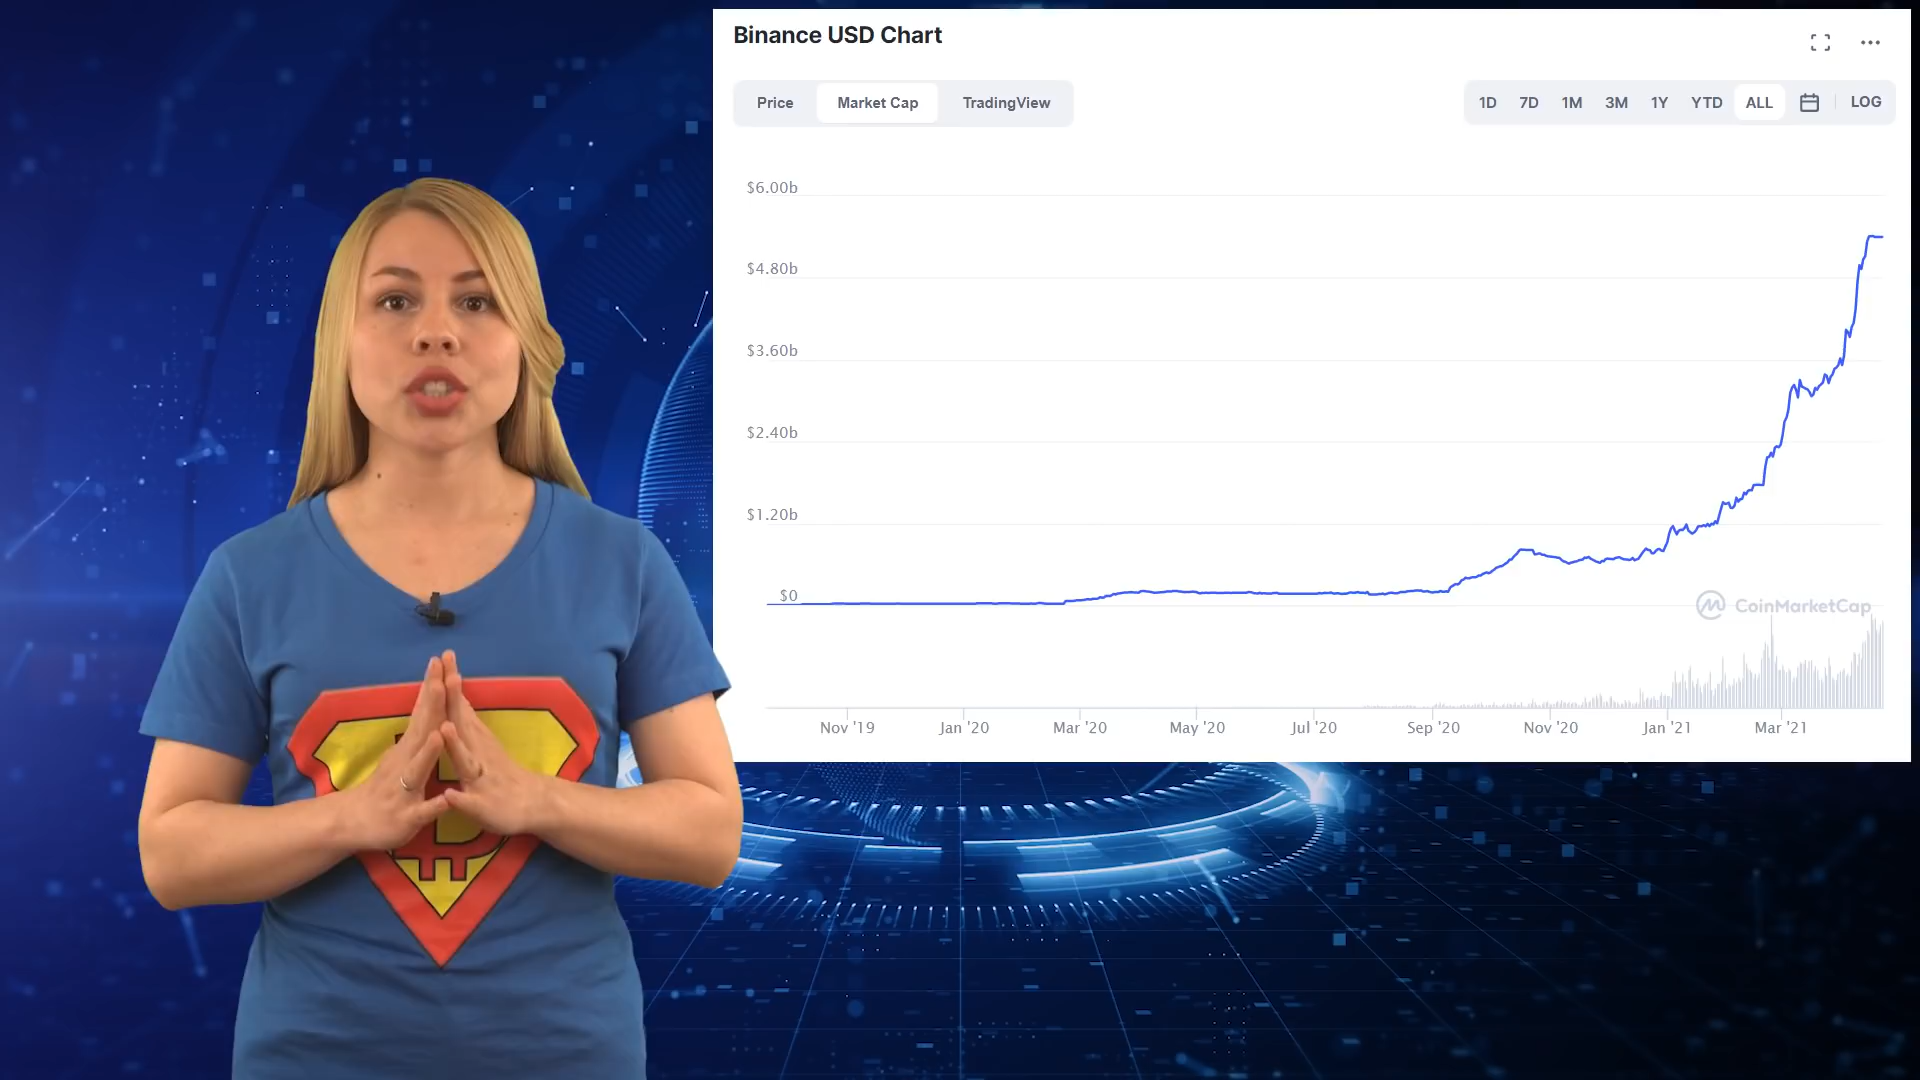 Binance USD Chart
Price Market Cap TradingView
1D 7D 1M 3M 1Y YTD ALL LOG
$6.00b
$4.80b
$3.60b
$2.40b
$1.20b
$0
CoinMarketCap
Nov '19 Jan '20 Mar '20 May '20 Jul '20 Sep '20 Nov '20 Jan '21 Mar '21